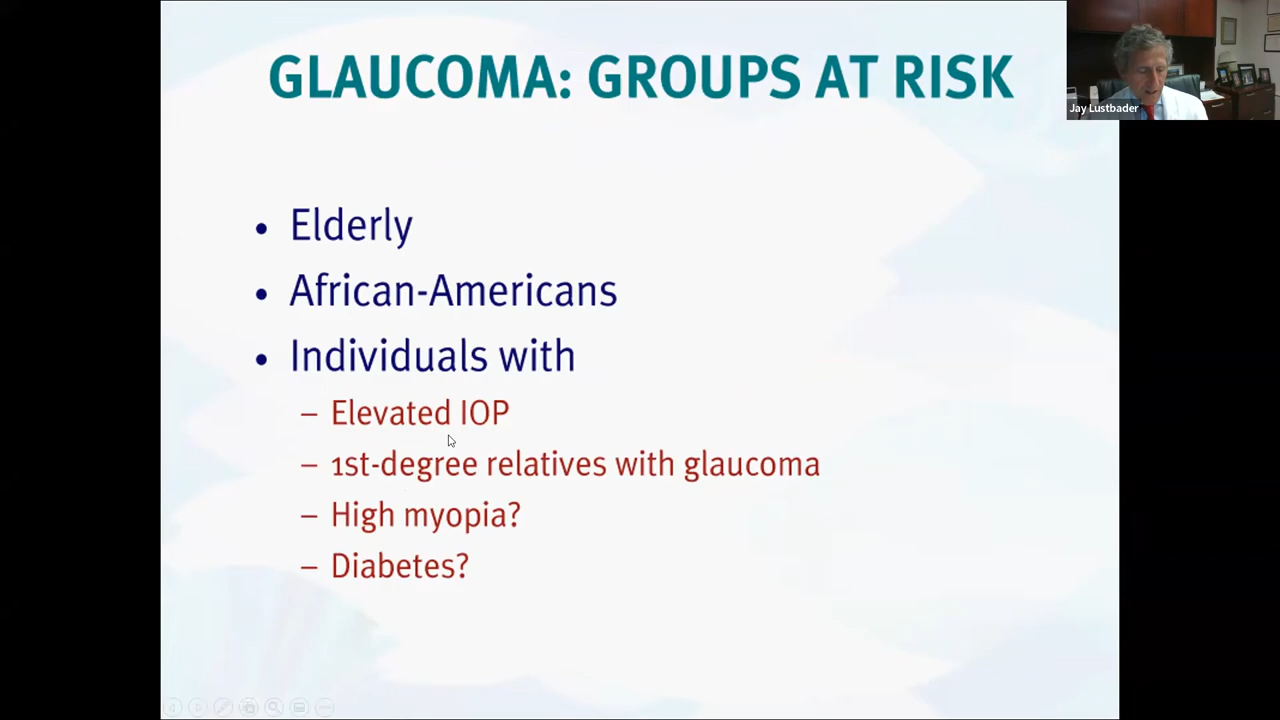 GLAUCOMA: GROUPS AT RISK
Jay Lustbader
• Elderly
• African-Americans
• Individuals with
– Elevated IOP
– 1st-degree relatives with glaucoma
– High myopia?
– Diabetes?